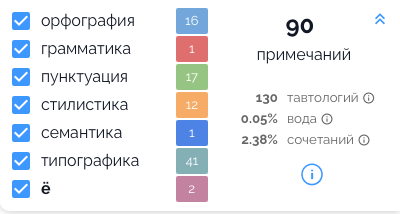 орфография 16
грамматика 1
пунктуация 17
стилистика 12
семантика 1
типографика 41
ё 2
90
примечаний
130 тавтологий
0.05% вода
2.38% сочетаний